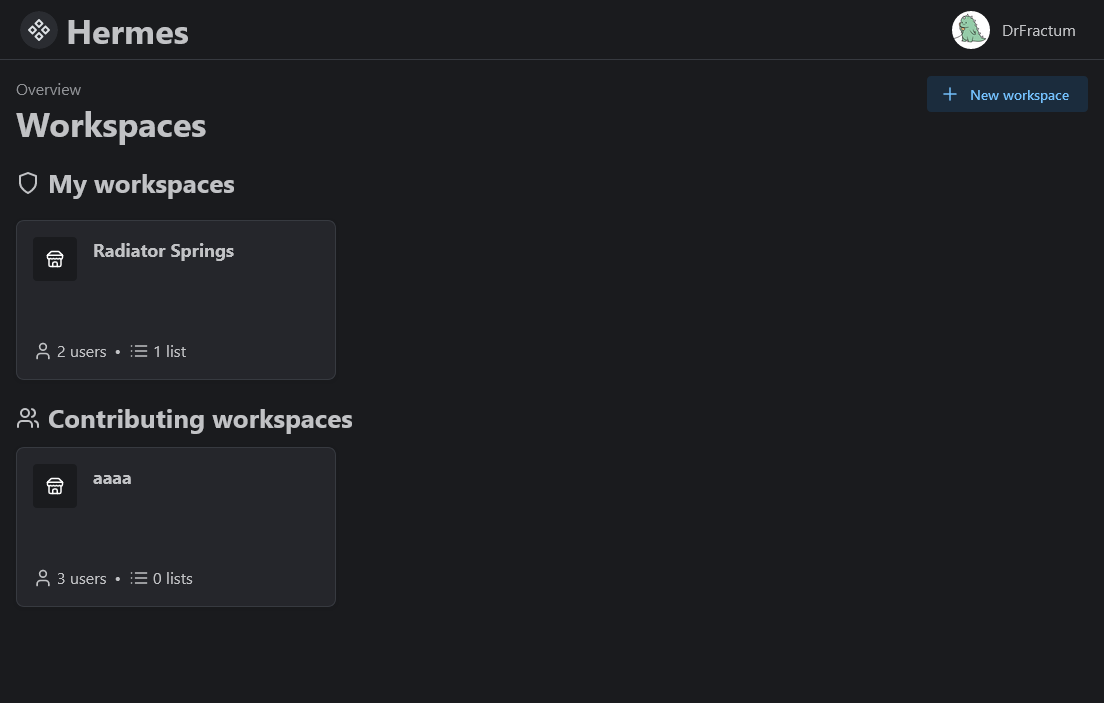 Hermes
DrFractum
Overview
New workspace
Workspaces
My workspaces
Radiator Springs
2 users • 1 list
Contributing workspaces
aaaa
3 users • 0 lists